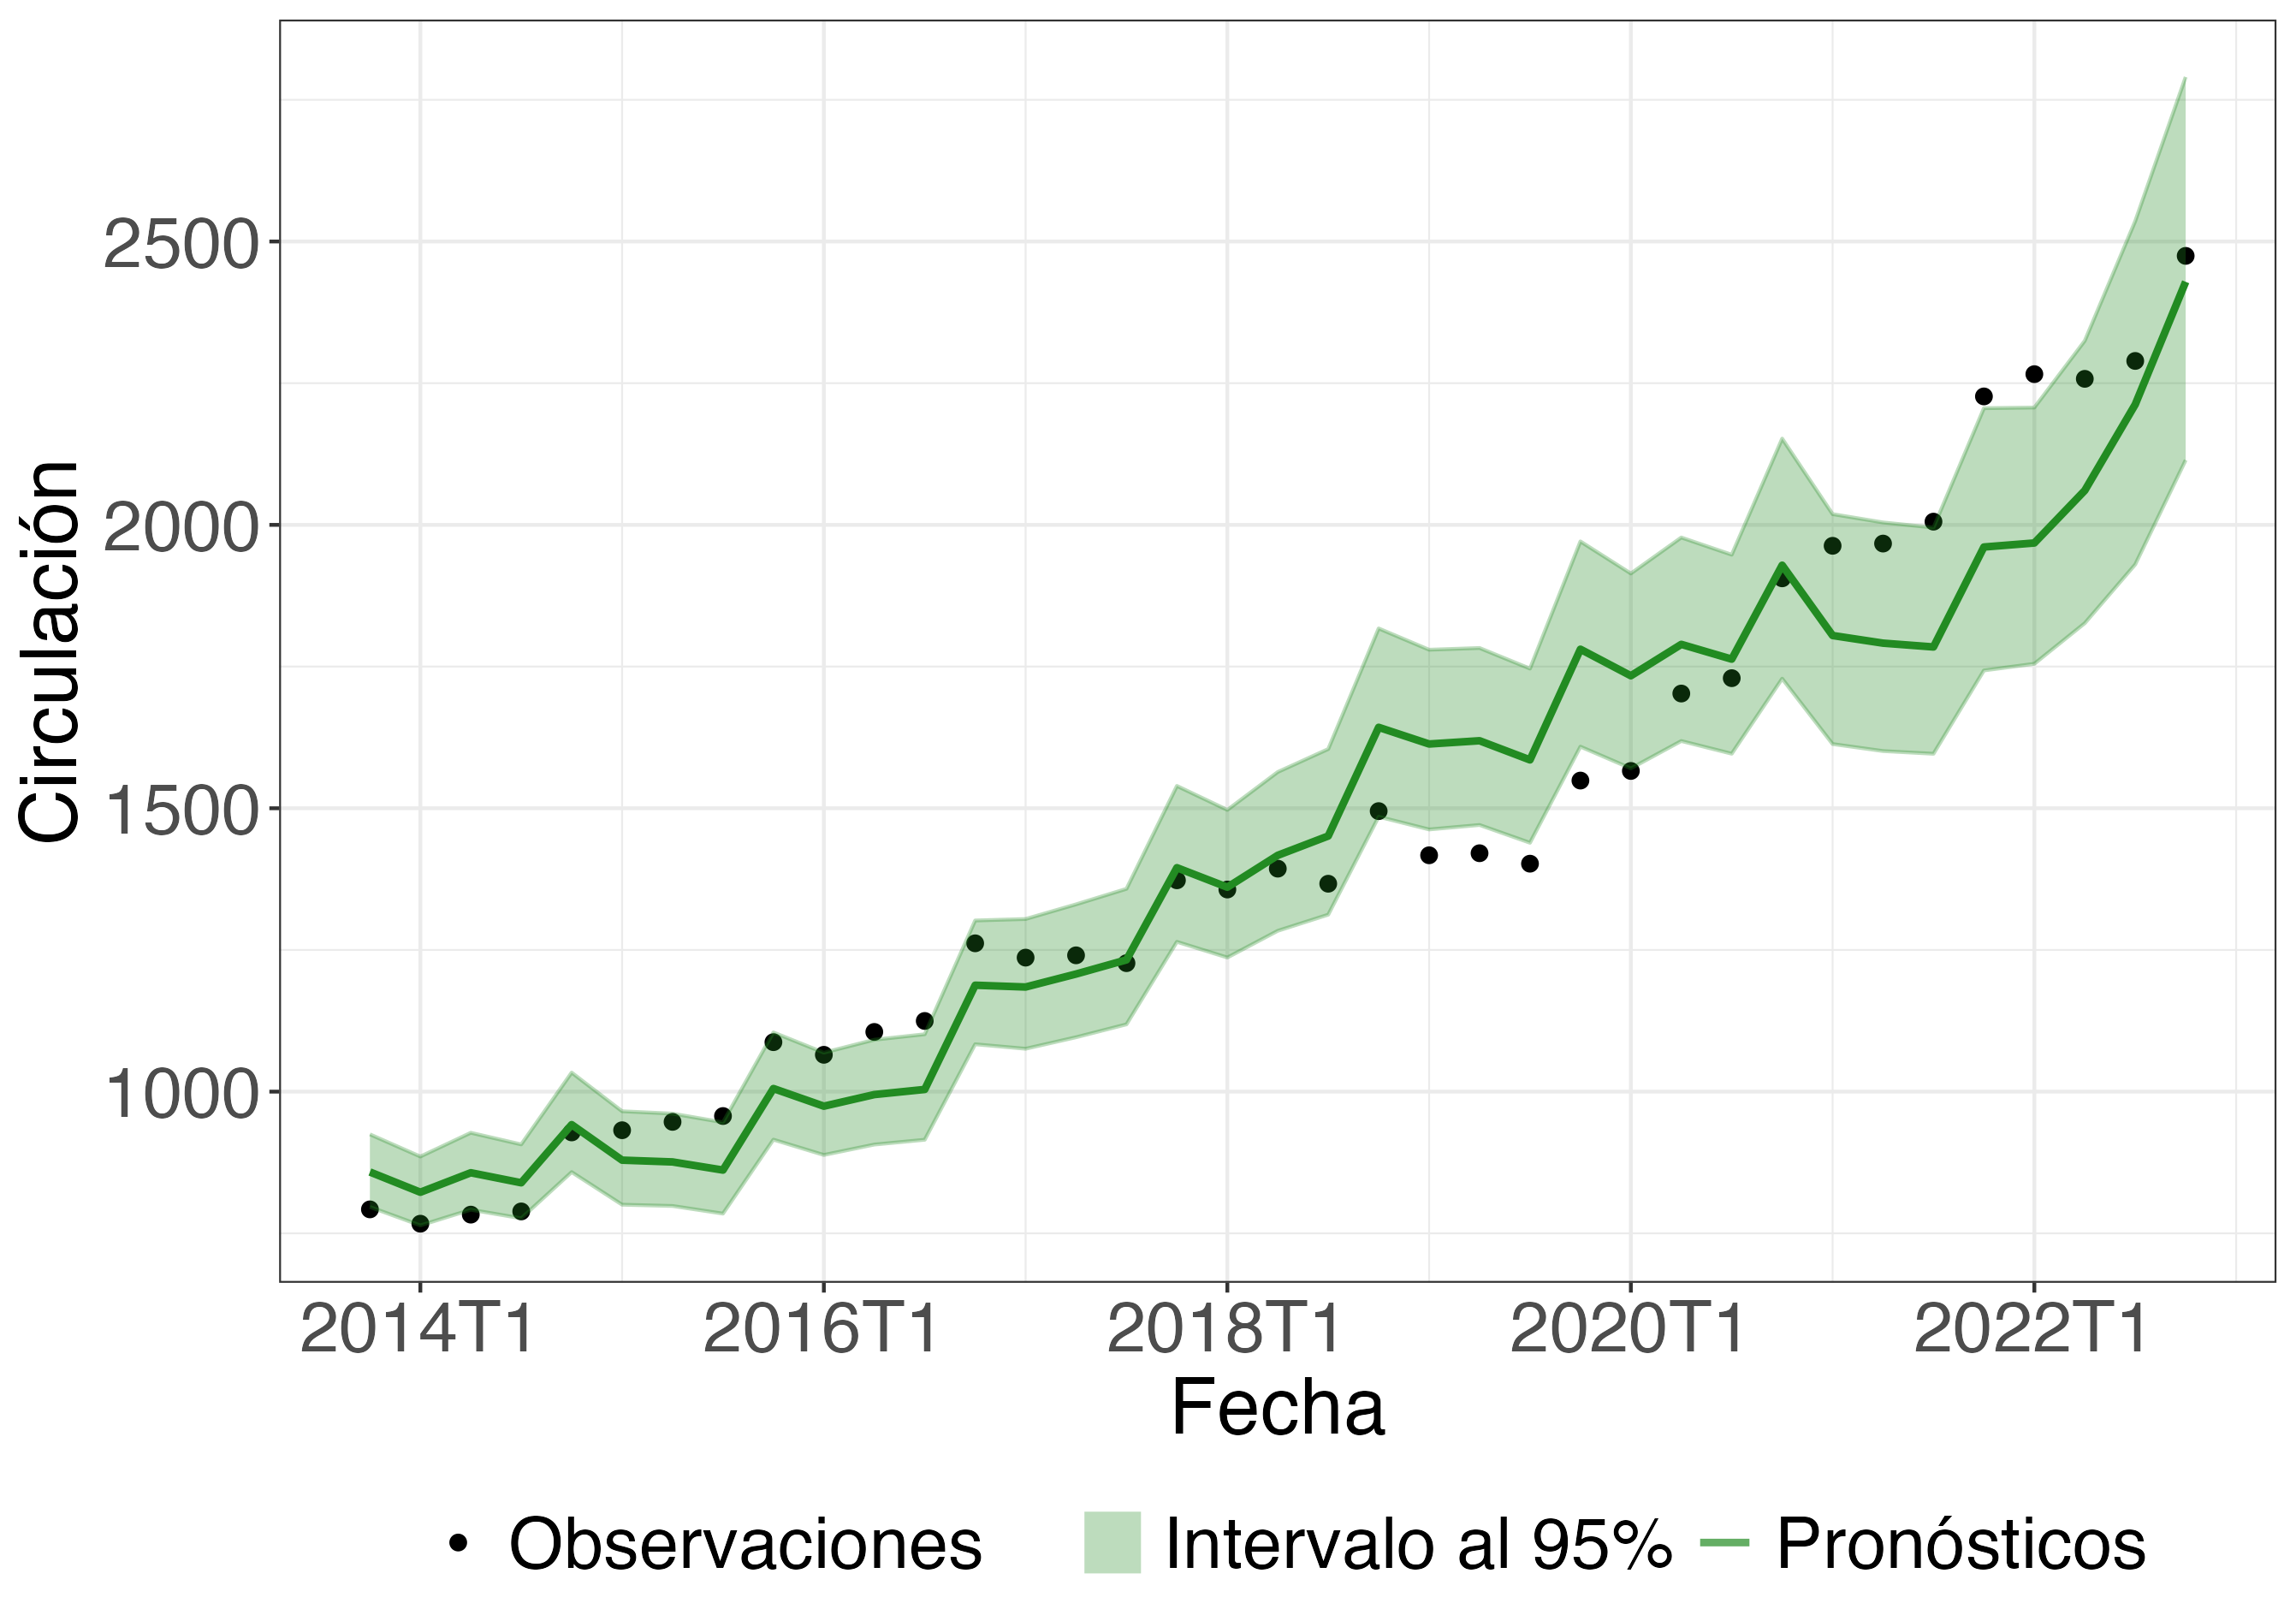 Circulación
2500
2000
1500
1000
2014T1 2016T1 2018T1 2020T1 2022T1
Fecha
Observaciones Intervalo al 95% Pronósticos